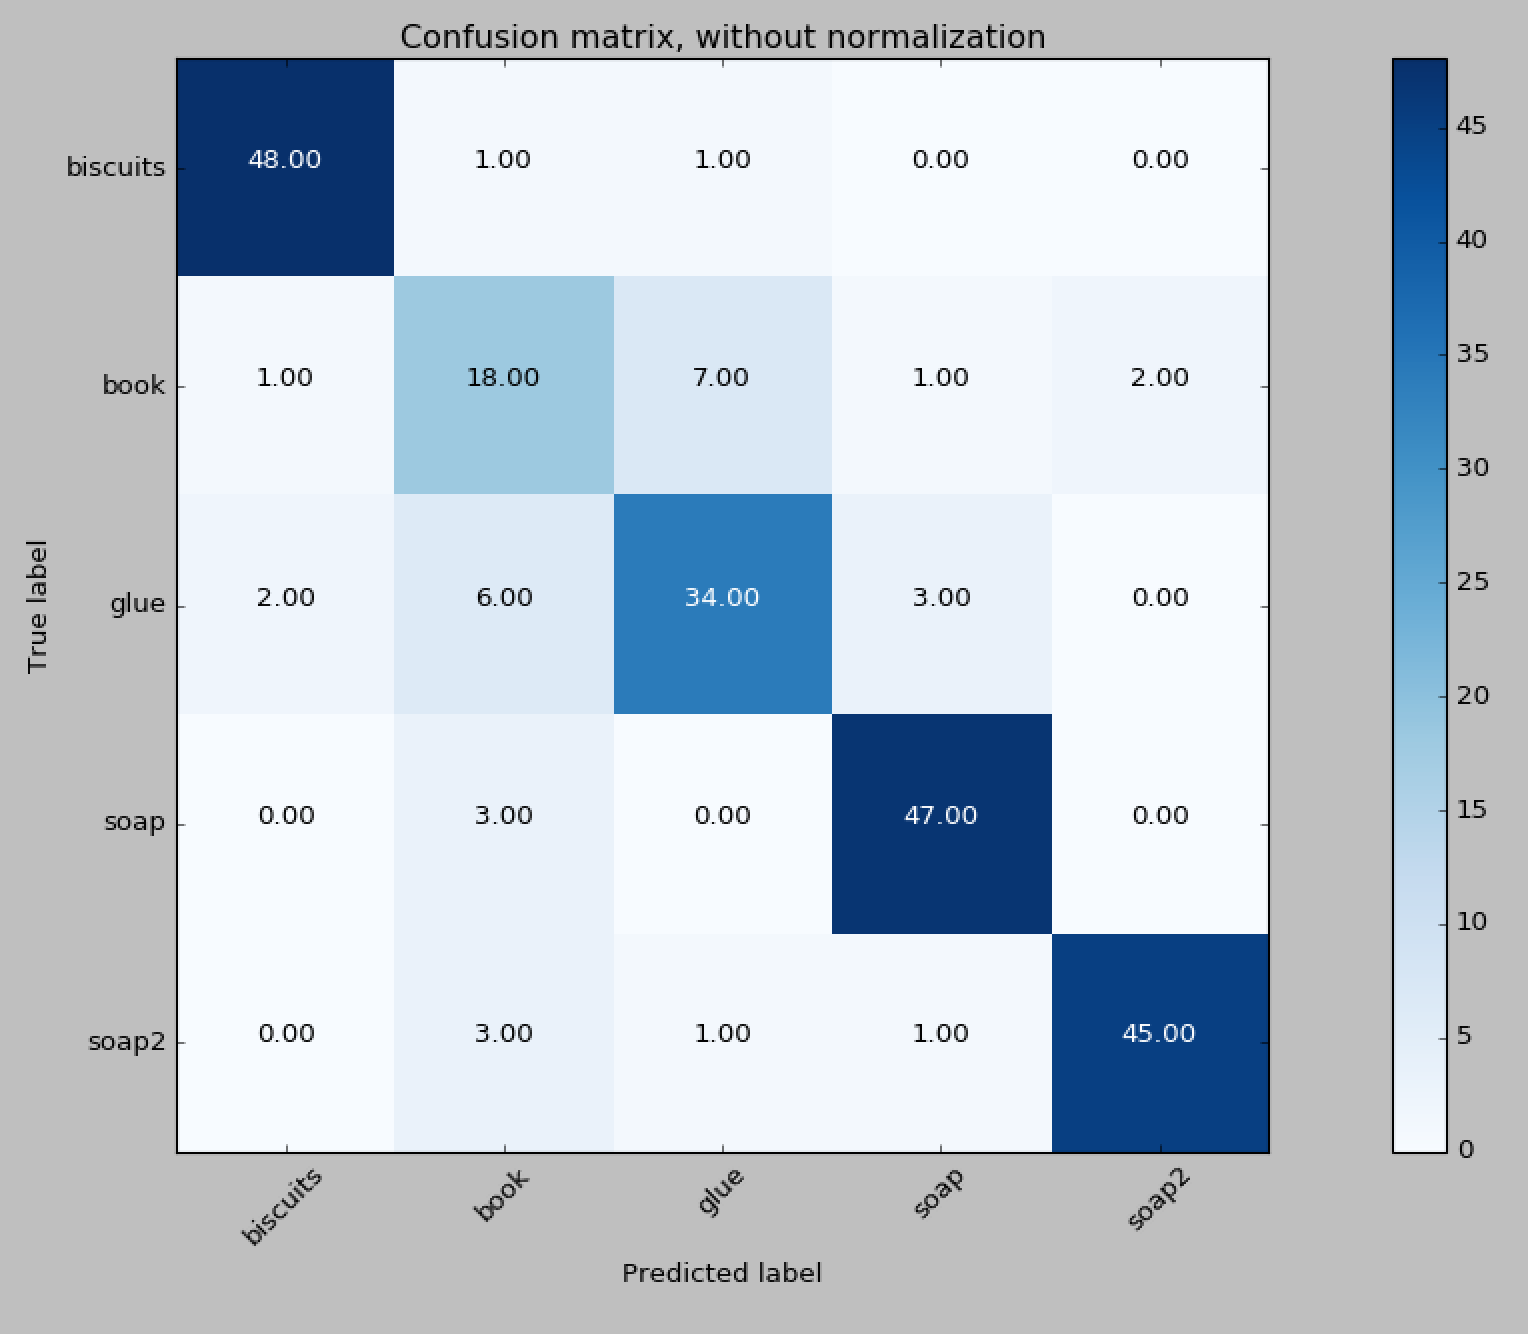 Confusion matrix, without normalization
biscuits 48.00 1.00 1.00 0.00 0.00
book 1.00 18.00 7.00 1.00 2.00
glue 2.00 6.00 34.00 3.00 0.00
soap 0.00 3.00 0.00 47.00 0.00
soap2 0.00 3.00 1.00 1.00 45.00
biscuits book glue soap soap2
True label
Predicted label
45
40
35
30
25
20
15
10
5
0